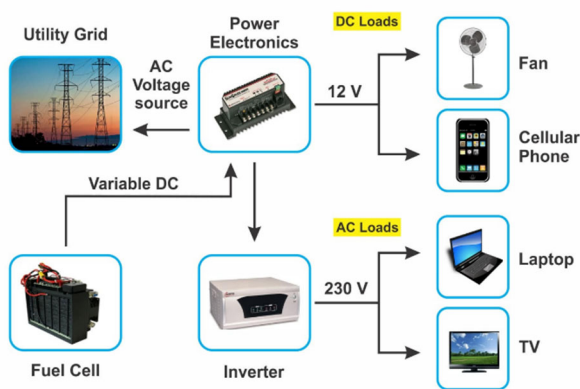 Utility Grid
Power
Electronics
DC Loads
AC
Voltage
source
12 V
Fan
Cellular
Phone
Variable DC
AC Loads
230 V
Laptop
TV
Fuel Cell
Inverter